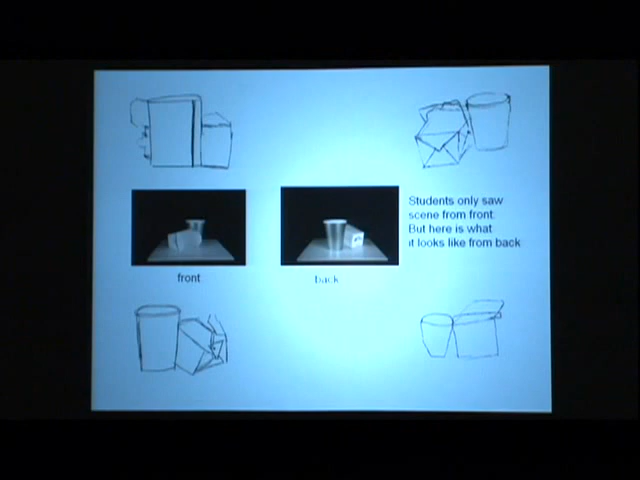 Students only saw
scene from front.
But here is what
it looks like from back
front
back